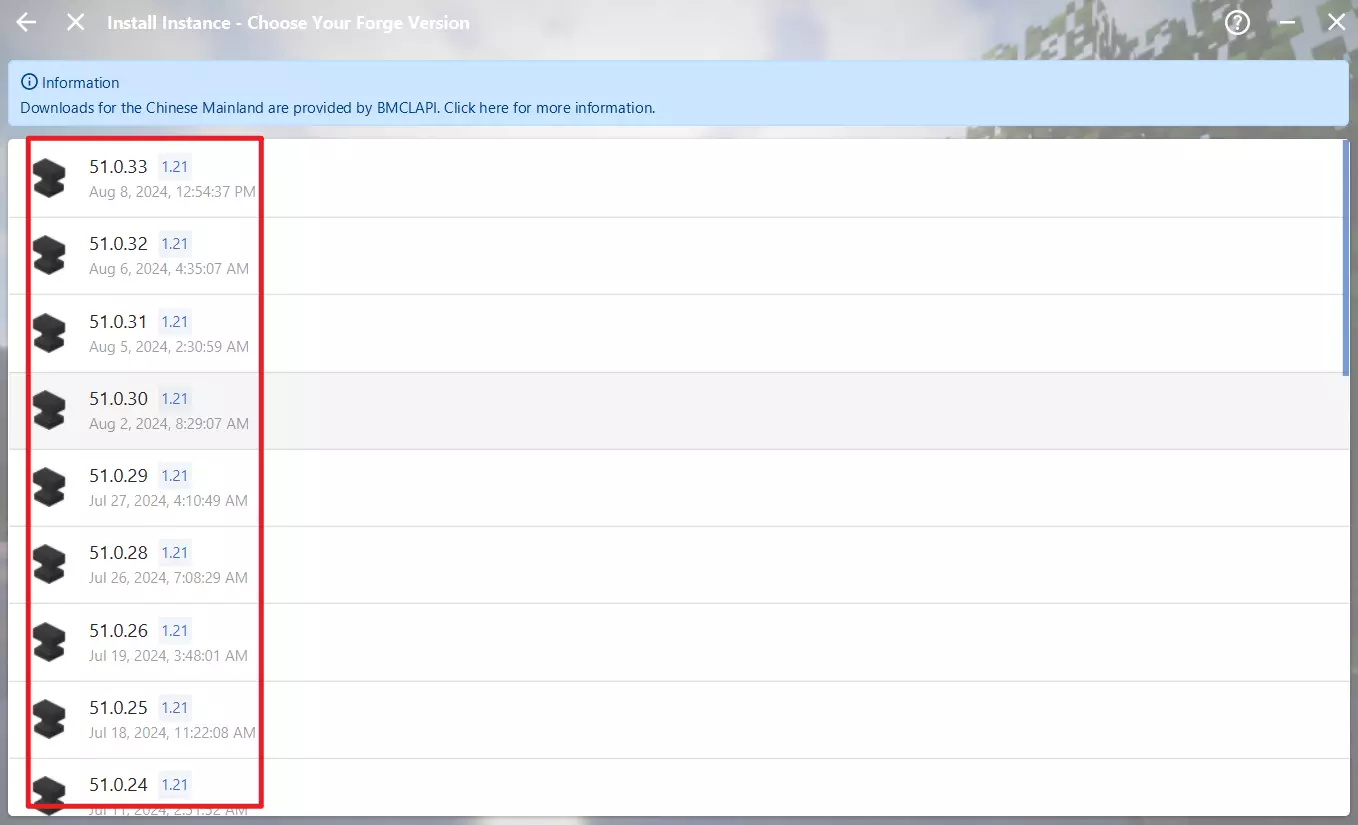 Install Instance - Choose Your Forge Version
Information
Downloads for the Chinese Mainland are provided by BMCLAPI. Click here for more information.
51.0.33 1.21
Aug 8, 2024, 12:54:37 PM
51.0.32 1.21
Aug 6, 2024, 4:35:07 AM
51.0.31 1.21
Aug 5, 2024, 2:30:59 AM
51.0.30 1.21
Aug 2, 2024, 8:29:07 AM
51.0.29 1.21
Jul 27, 2024, 4:10:49 AM
51.0.28 1.21
Jul 26, 2024, 7:08:29 AM
51.0.26 1.21
Jul 19, 2024, 3:48:01 AM
51.0.25 1.21
Jul 18, 2024, 11:22:08 AM
51.0.24 1.21